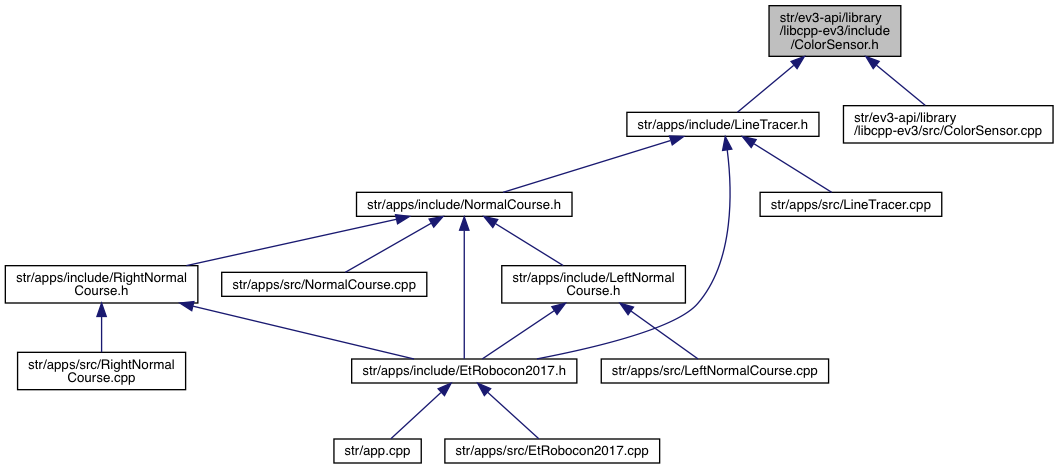 str/ev3-api/library
/libcpp-ev3/include
/ColorSensor.h
str/ev3-api/library
/libcpp-ev3/src/ColorSensor.cpp
str/apps/include/LineTracer.h
str/apps/include/NormalCourse.h
str/apps/src/LineTracer.cpp
str/apps/include/RightNormal
Course.h
str/apps/src/NormalCourse.cpp
str/apps/include/LeftNormal
Course.h
str/apps/src/RightNormal
Course.cpp
str/apps/include/EtRobocon2017.h
str/apps/src/LeftNormalCourse.cpp
str/app.cpp
str/apps/src/EtRobocon2017.cpp